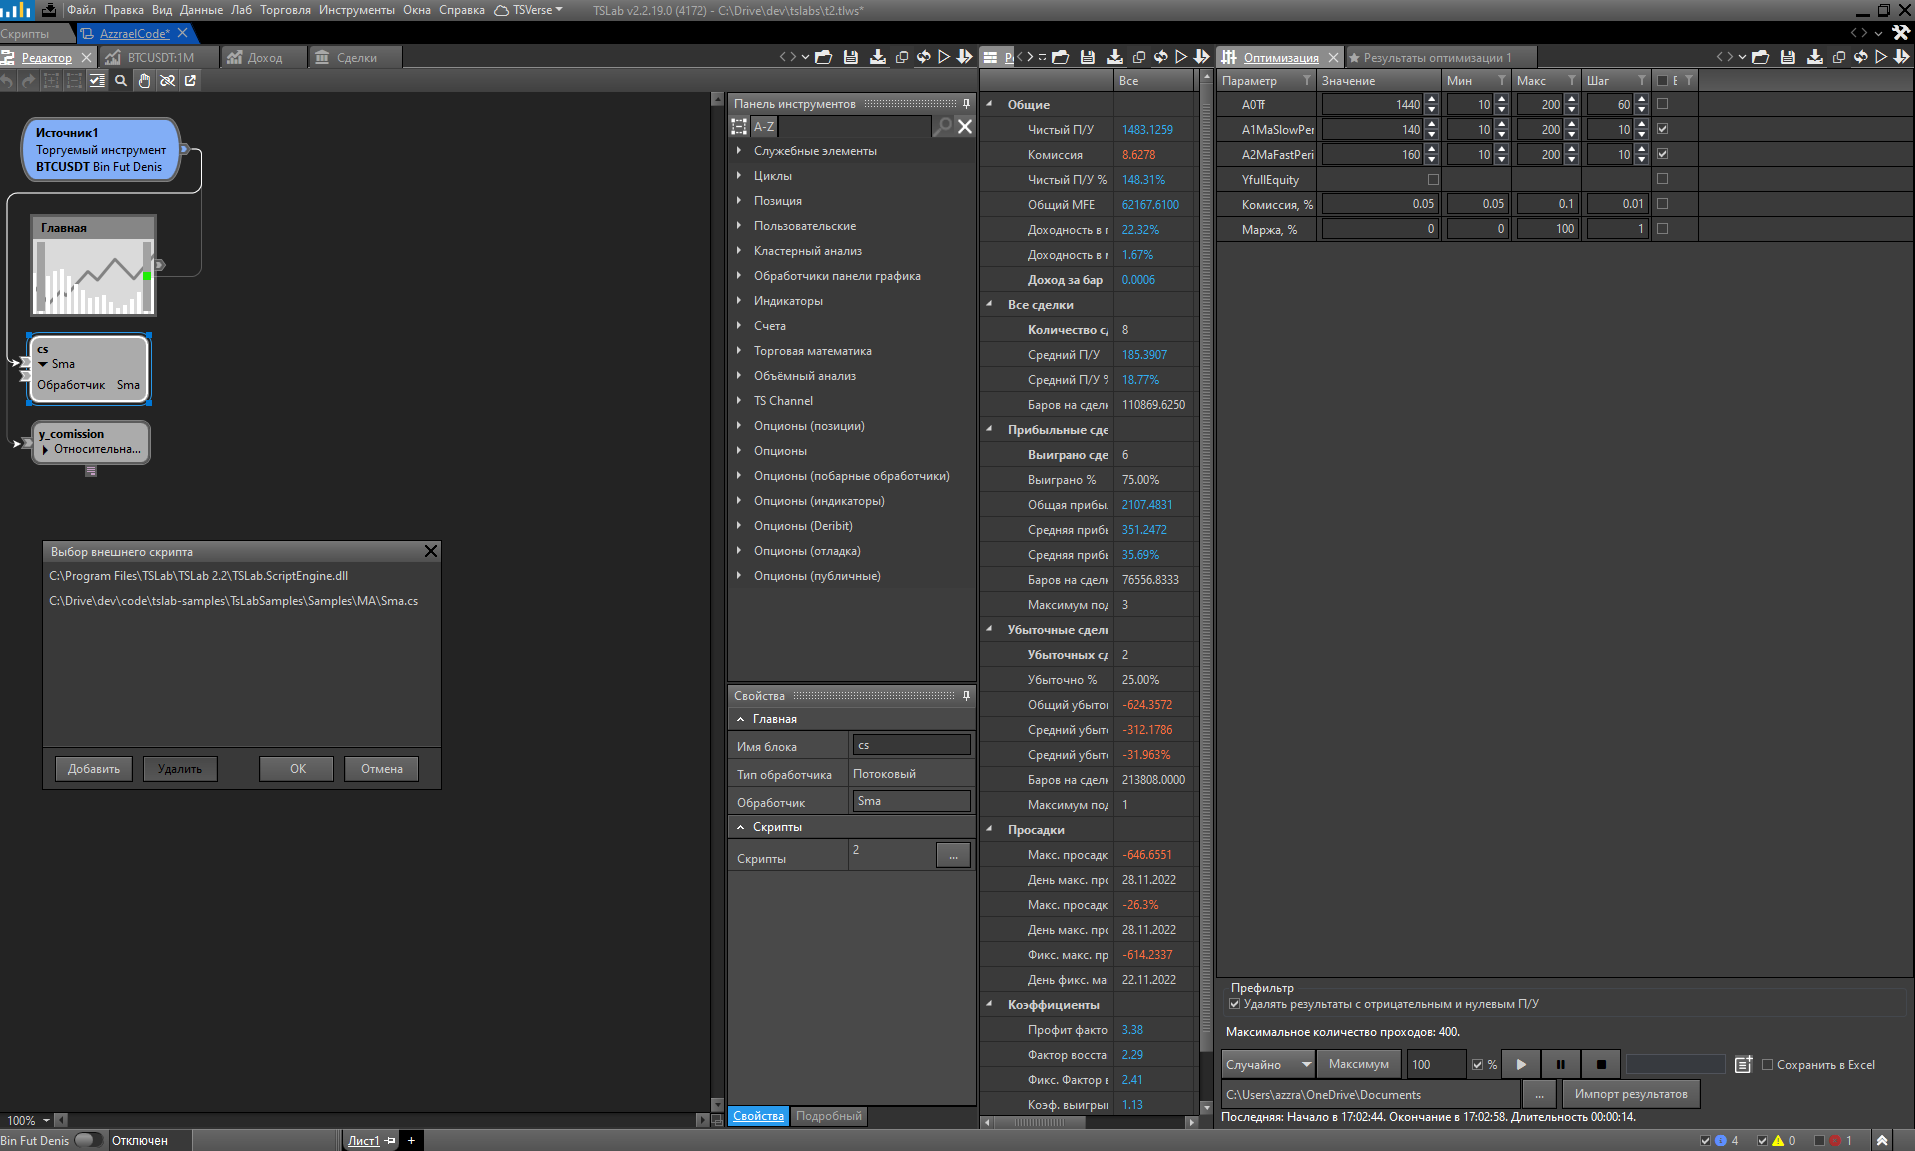 Файл Правка Вид Данные Лаб Торговля Инструменты Окна Справка TSVerse
TSLab v2.2.19.0 (4172) - C:\Drive\dev\tslabs\t2.tlws*
Скрипты AzzraelCode*
Редактор BTCUSDT:1M Доход Сделки
Источник1
Торгуемый инструмент
BTCUSDT Bin Fut Denis
Главная
cs
Sma
Обработчик Sma
y_comission
Относительна...
Выбор внешнего скрипта
C:\Program Files\TSLab\TSLab 2.2\TSLab.ScriptEngine.dll
C:\Drive\dev\code\tslab-samples\TsLabSamples\Samples\MA\Sma.cs
Добавить Удалить ОК Отмена
100%
Панель инструментов
A-Z
Служебные элементы
Циклы
Позиция
Пользовательские
Кластерный анализ
Обработчики панели графика
Индикаторы
Счета
Торговая математика
Объёмный анализ
TS Channel
Опционы (позиции)
Опционы
Опционы (побарные обработчики)
Опционы (индикаторы)
Опционы (Deribit)
Опционы (отладка)
Опционы (публичные)
Свойства
Главная
Имя блока cs
Тип обработчика Потоковый
Обработчик Sma
Скрипты
Скрипты 2 ...
Свойства Подробный
Все
Общие
Чистый П/У 1483.1259
Комиссия 8.6278
Чистый П/У % 148.31%
Общий MFE 62167.6100
Доходность в 22.32%
Доходность в 1.67%
Доход за бар 0.0006
Все сделки
Количество с 8
Средний П/У 185.3907
Средний П/У % 18.77%
Баров на сдел 110869.6250
Прибыльные сде
Выиграно сде 6
Выиграно % 75.00%
Общая прибы 2107.4831
Средняя приб 351.2472
Средняя приб 35.69%
Баров на сдел 76556.8333
Максимум по 3
Убыточные сдел
Убыточных с 2
Убыточно % 25.00%
Общий убыто -624.3572
Средний убыт -312.1786
Средний убыт -31.963%
Баров на сдел 213808.0000
Максимум по 1
Просадки
Макс. просад -646.6551
День макс. пр 28.11.2022
Макс. просад -26.3%
День макс. пр 28.11.2022
Фикс. макс. пр -614.2337
День фикс. ма 22.11.2022
Коэффициенты
Профит факто 3.38
Фактор восста 2.29
Фикс. Фактор 2.41
Коэф. выигры 1.13
Оптимизация Результаты оптимизации 1
Параметр Значение Мин Макс Шаг
A0Tf 1440 10 200 60
A1MaSlowPer 140 10 200 10
A2MaFastPeri 160 10 200 10
YfullEquity
Комиссия, % 0.05 0.05 0.1 0.01
Маржа, % 0 0 100 1
Префильтр
Удалять результаты с отрицательным и нулевым П/У
Максимальное количество проходов: 400.
Случайно Максимум 100 % Сохранить в Excel
C:\Users\azzra\OneDrive\Documents ... Импорт результатов
Последняя: Начало в 17:02:44. Окончание в 17:02:58. Длительность 00:00:14.
Bin Fut Denis Отключен Лист1 + 4 0 1